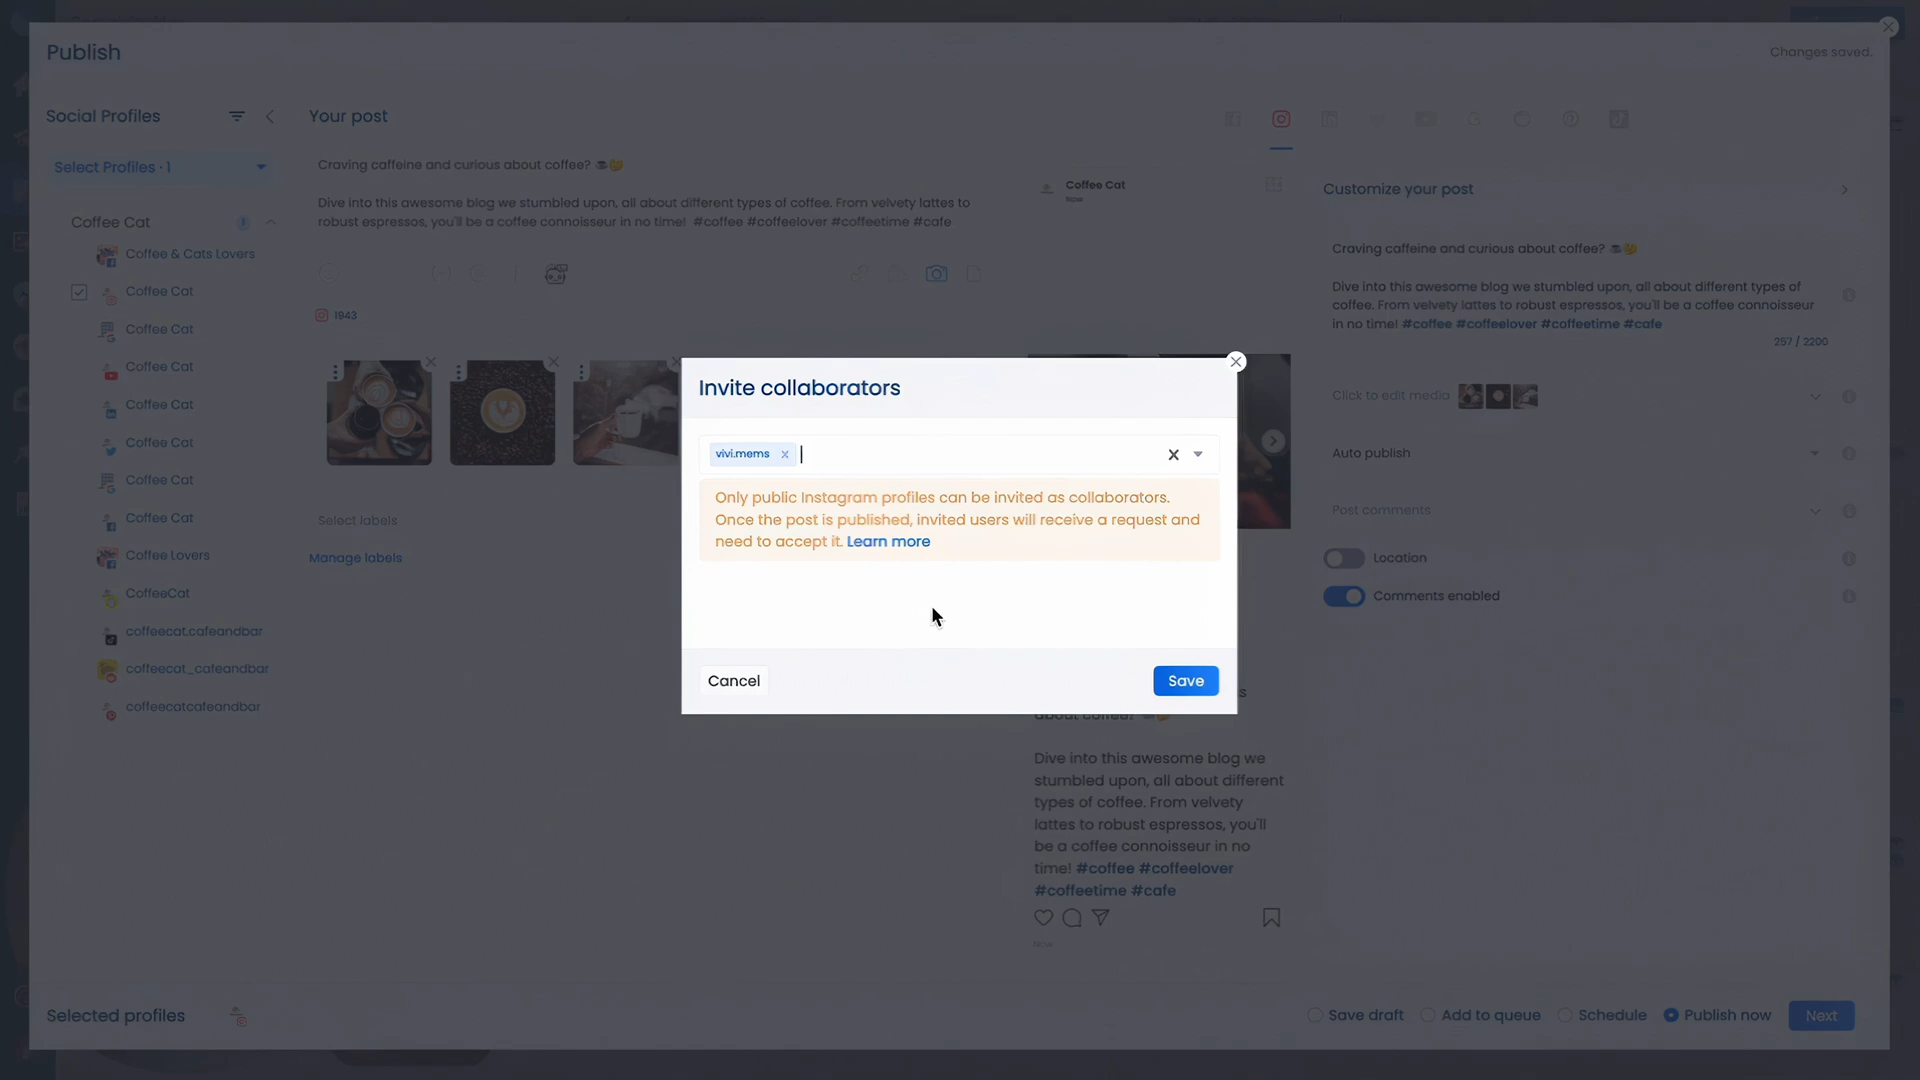 Publish
Changes saved.
Social Profiles
Your post
Select Profiles · 1
Coffee Cat
Coffee & Cats Lovers
Coffee Cat
Coffee Cat
Coffee Cat
Coffee Cat
Coffee Cat
Coffee Cat
Coffee Cat
Coffee Lovers
CoffeeCat
coffeecat.cafeandbar
coffeecat_cafeandbar
coffeecatcafeandbar
Craving caffeine and curious about coffee?
Dive into this awesome blog we stumbled upon, all about different types of coffee. From velvety lattes to
robust espressos, you'll be a coffee connoisseur in no time! #coffee #coffeelover #coffeetime #cafe
1943
Select labels
Manage labels
Coffee Cat
Now
Invite collaborators
vivi.mems x
Only public Instagram profiles can be invited as collaborators.
Once the post is published, invited users will receive a request and
need to accept it. Learn more
Cancel
Save
about coffee?
Dive into this awesome blog we
stumbled upon, all about different
types of coffee. From velvety
lattes to robust espressos, you'll
be a coffee connoisseur in no
time! #coffee #coffeelover
#coffeetime #cafe
Now
Customize your post
Craving caffeine and curious about coffee?
Dive into this awesome blog we stumbled upon, all about different types of
coffee. From velvety lattes to robust espressos, you'll be a coffee connoisseur
in no time! #coffee #coffeelover #coffeetime #cafe
257 / 2200
Click to edit media
Auto publish
Post comments
Location
Comments enabled
Selected profiles
Save draft
Add to queue
Schedule
Publish now
Next